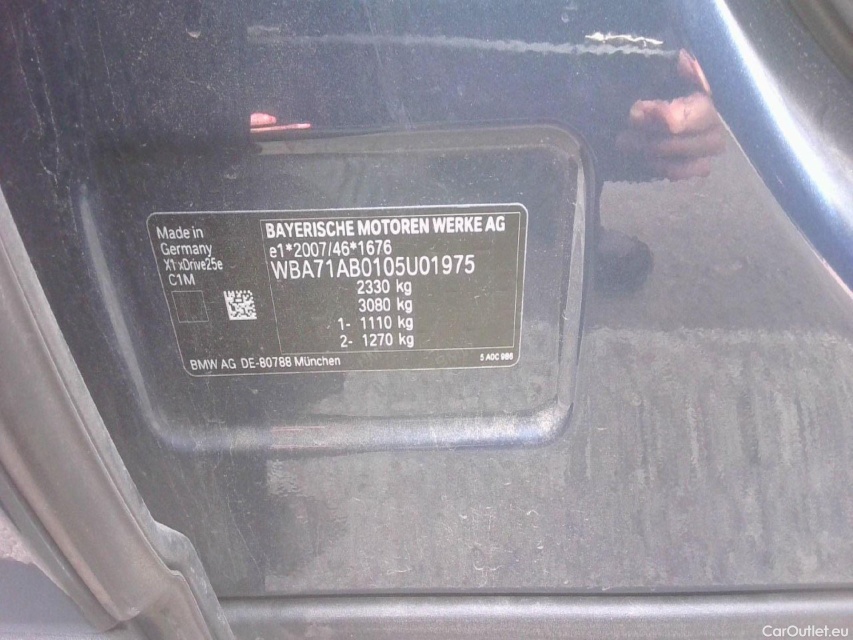 Made in
Germany
X1 xDrive25e
C1M
BAYERISCHE MOTOREN WERKE AG
e1*2007/46*1676
WBA71AB0105U01975
2330 kg
3080 kg
1- 1110 kg
2- 1270 kg
BMW AG DE-80788 München
5 A0C 986
CarOutlet.eu